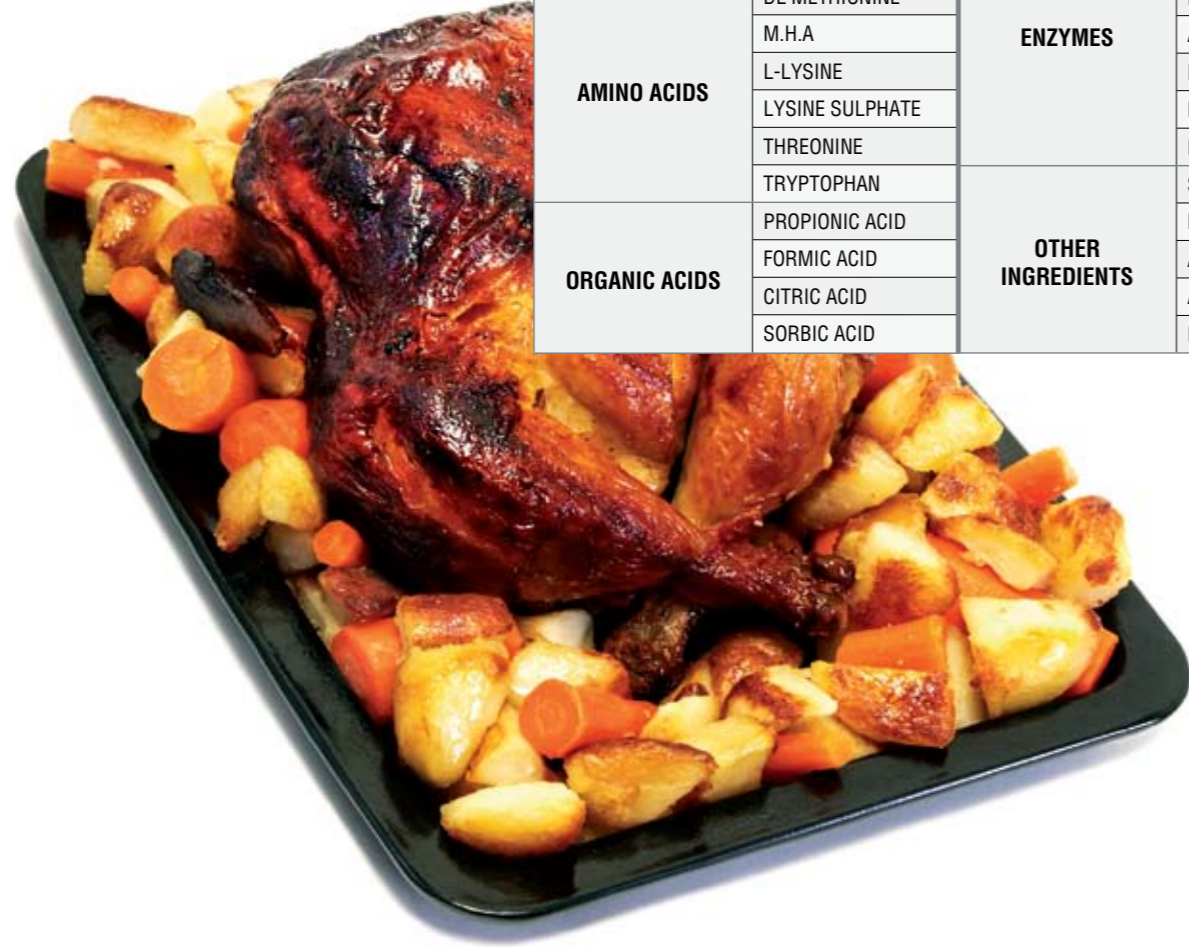 AMINO ACIDS
M.H.A
L-LYSINE
LYSINE SULPHATE
THREONINE
TRYPTOPHAN
ORGANIC ACIDS
PROPIONIC ACID
FORMIC ACID
CITRIC ACID
SORBIC ACID
ENZYMES
OTHER
INGREDIENTS